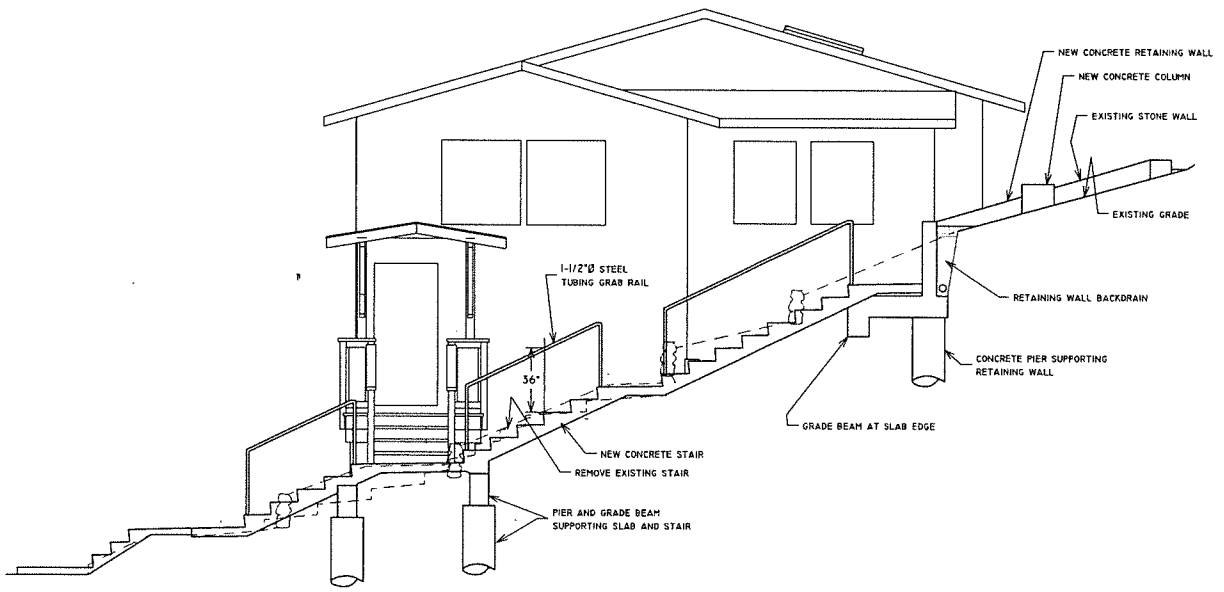 NEW CONCRETE RETAINING WALL
NEW CONCRETE COLUMN
EXISTING STONE WALL
EXISTING GRADE
1-1/2"Ø STEEL
TUBING GRAB RAIL
RETAINING WALL BACKDRAIN
36"
CONCRETE PIER SUPPORTING
RETAINING WALL
GRADE BEAM AT SLAB EDGE
NEW CONCRETE STAIR
REMOVE EXISTING STAIR
PIER AND GRADE BEAM
SUPPORTING SLAB AND STAIR